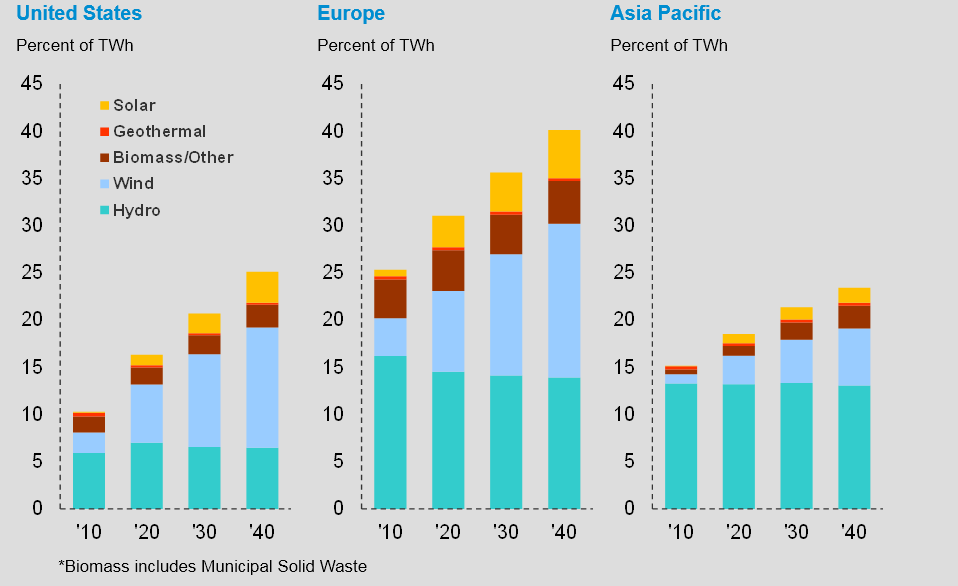 United States
Percent of TWh
45
40
35
30
25
20
15
10
5
0
Solar
Geothermal
Biomass/Other
Wind
Hydro
'10 '20 '30 '40
Europe
Percent of TWh
45
40
35
30
25
20
15
10
5
0
'10 '20 '30 '40
Asia Pacific
Percent of TWh
45
40
35
30
25
20
15
10
5
0
'10 '20 '30 '40
*Biomass includes Municipal Solid Waste